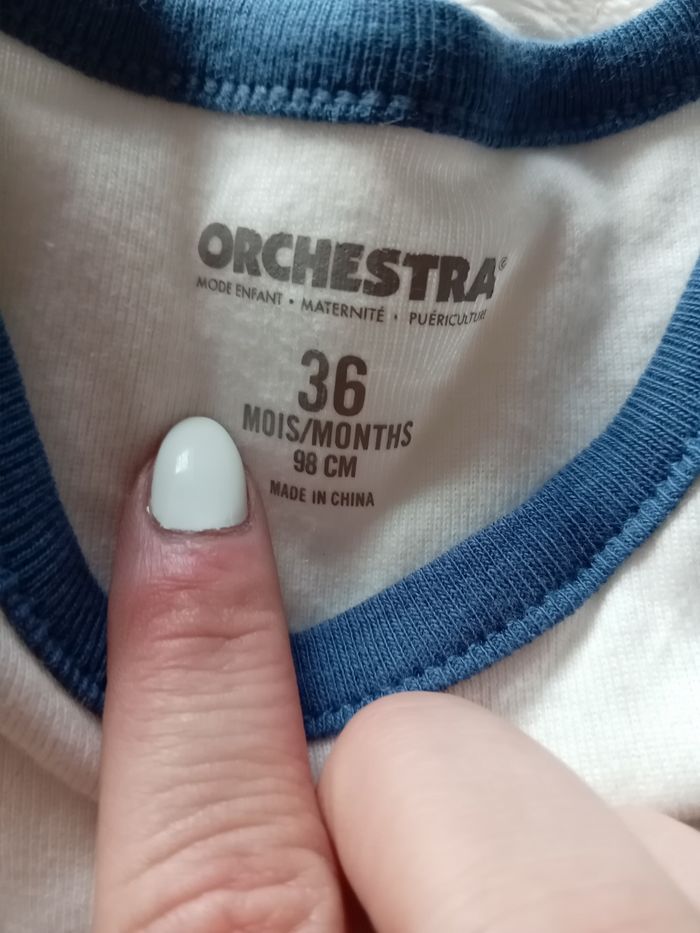 ORCHESTRA©
MODE ENFANT • MATERNITÉ • PUÉRICULTURE
36
MOIS/MONTHS
98 CM
MADE IN CHINA